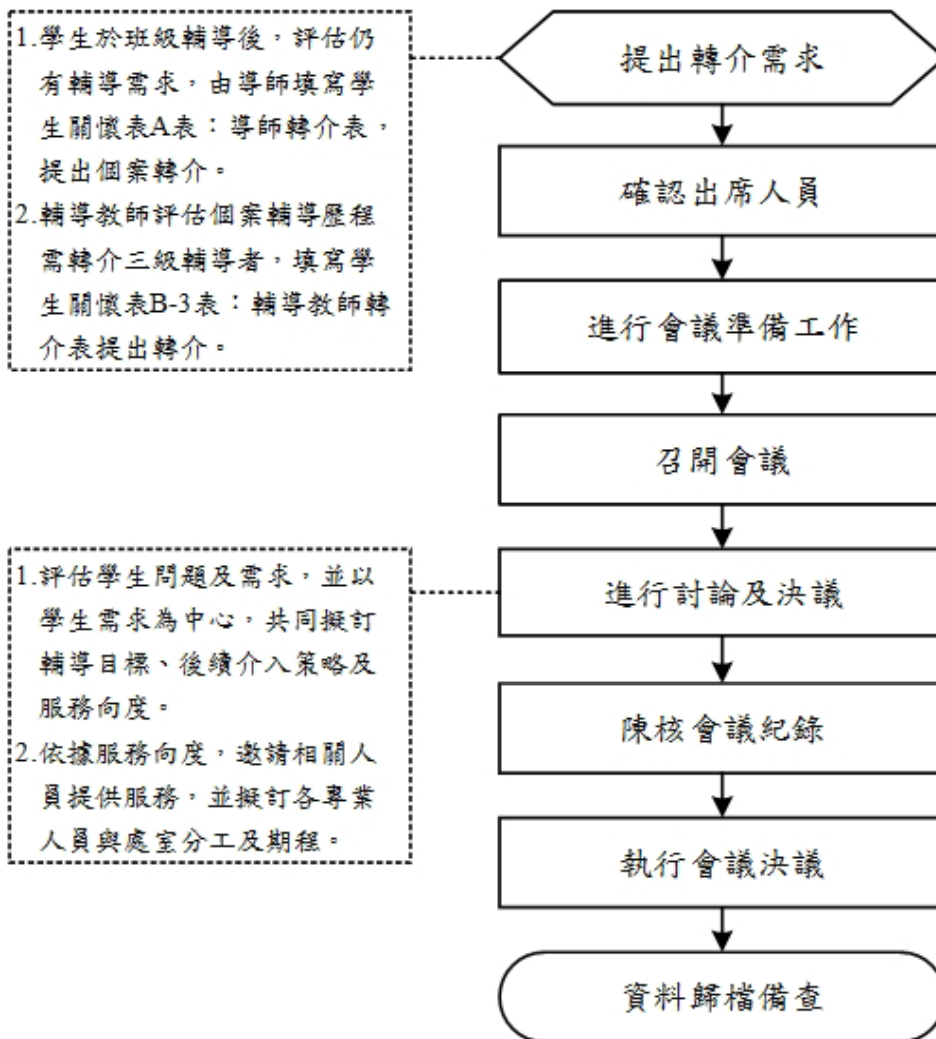 1.學生於班級輔導後，評估仍
有輔導需求，由導師填寫學
生關懷表A表：導師轉介表，
提出個案轉介。
2.輔導教師評估個案輔導歷程
需轉介三級輔導者，填寫學
生關懷表B-3表：輔導教師轉
介表提出轉介。
提出轉介需求
確認出席人員
進行會議準備工作
召開會議
1.評估學生問題及需求，並以
學生需求為中心，共同擬訂
輔導目標、後續介入策略及
服務向度。
2.依據服務向度，邀請相關人
員提供服務，並擬訂各專業
人員與處室分工及期程。
進行討論及決議
陳核會議紀錄
執行會議決議
資料歸檔備查